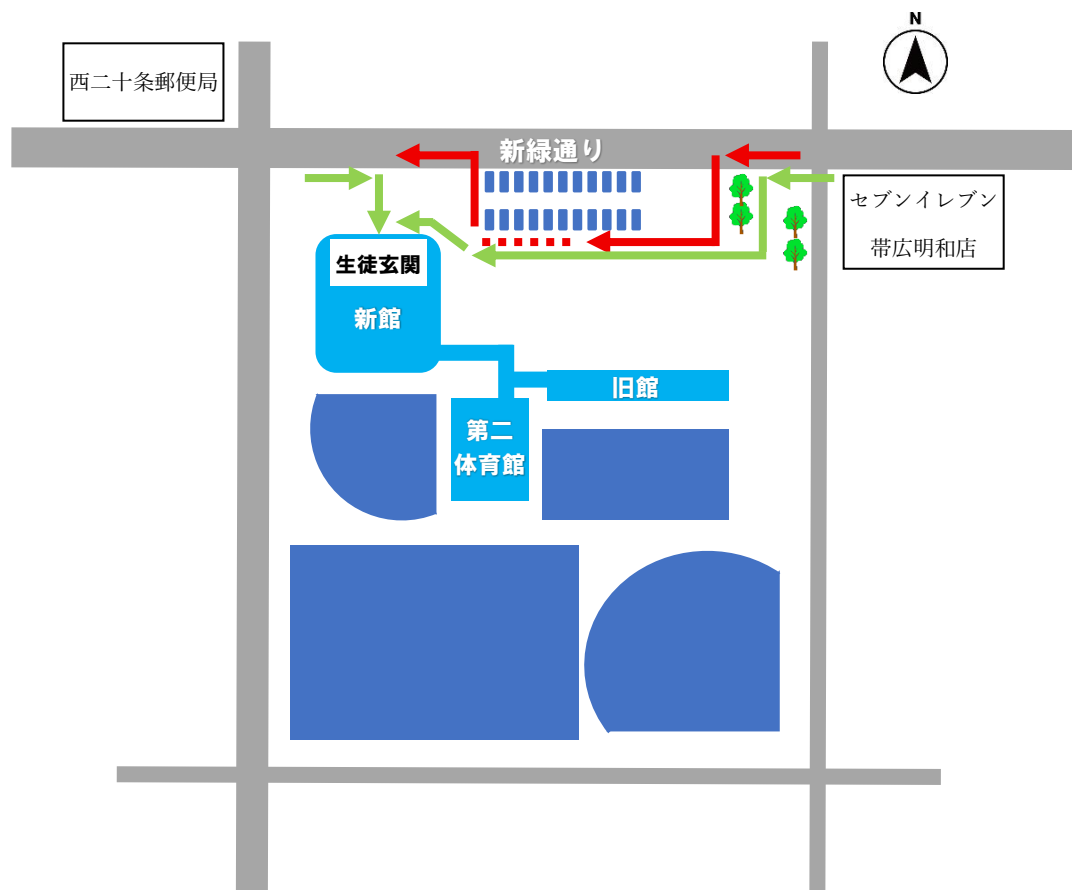 N
西二十条郵便局
新緑通り
セブンイレブン
帯広明和店
生徒玄関
新館
旧館
第二
体育館